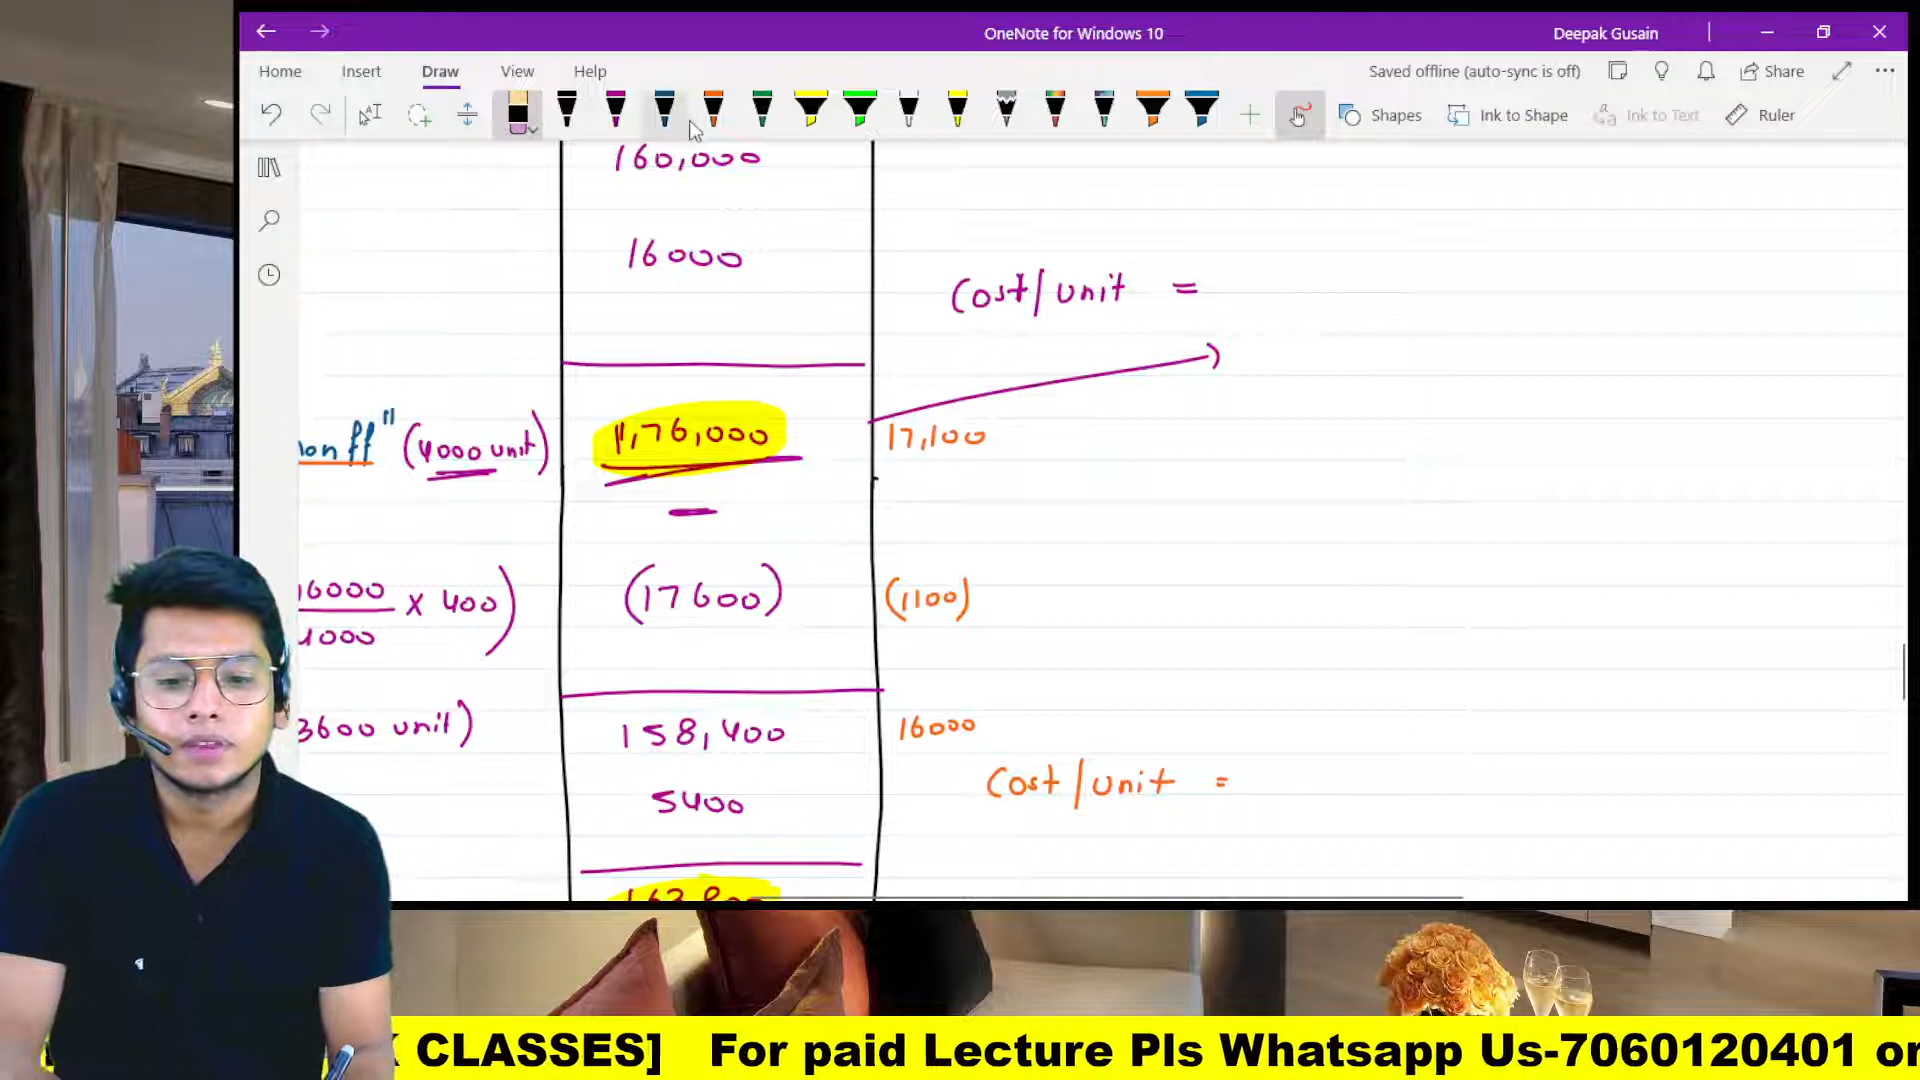 OneNote for Windows 10
Deepak Gusain
Home Insert Draw View Help
Saved offline (auto-sync is off) Share
Shapes Ink to Shape Ink to Text Ruler
160,000
16000
Cost/unit =
(4000 unit) 1,76,000 17,100
x 400) (17600) (1100)
3600 unit) 158,400 16000
5400
Cost/unit =
CLASSES] For paid Lecture Pls Whatsapp Us-7060120401 or